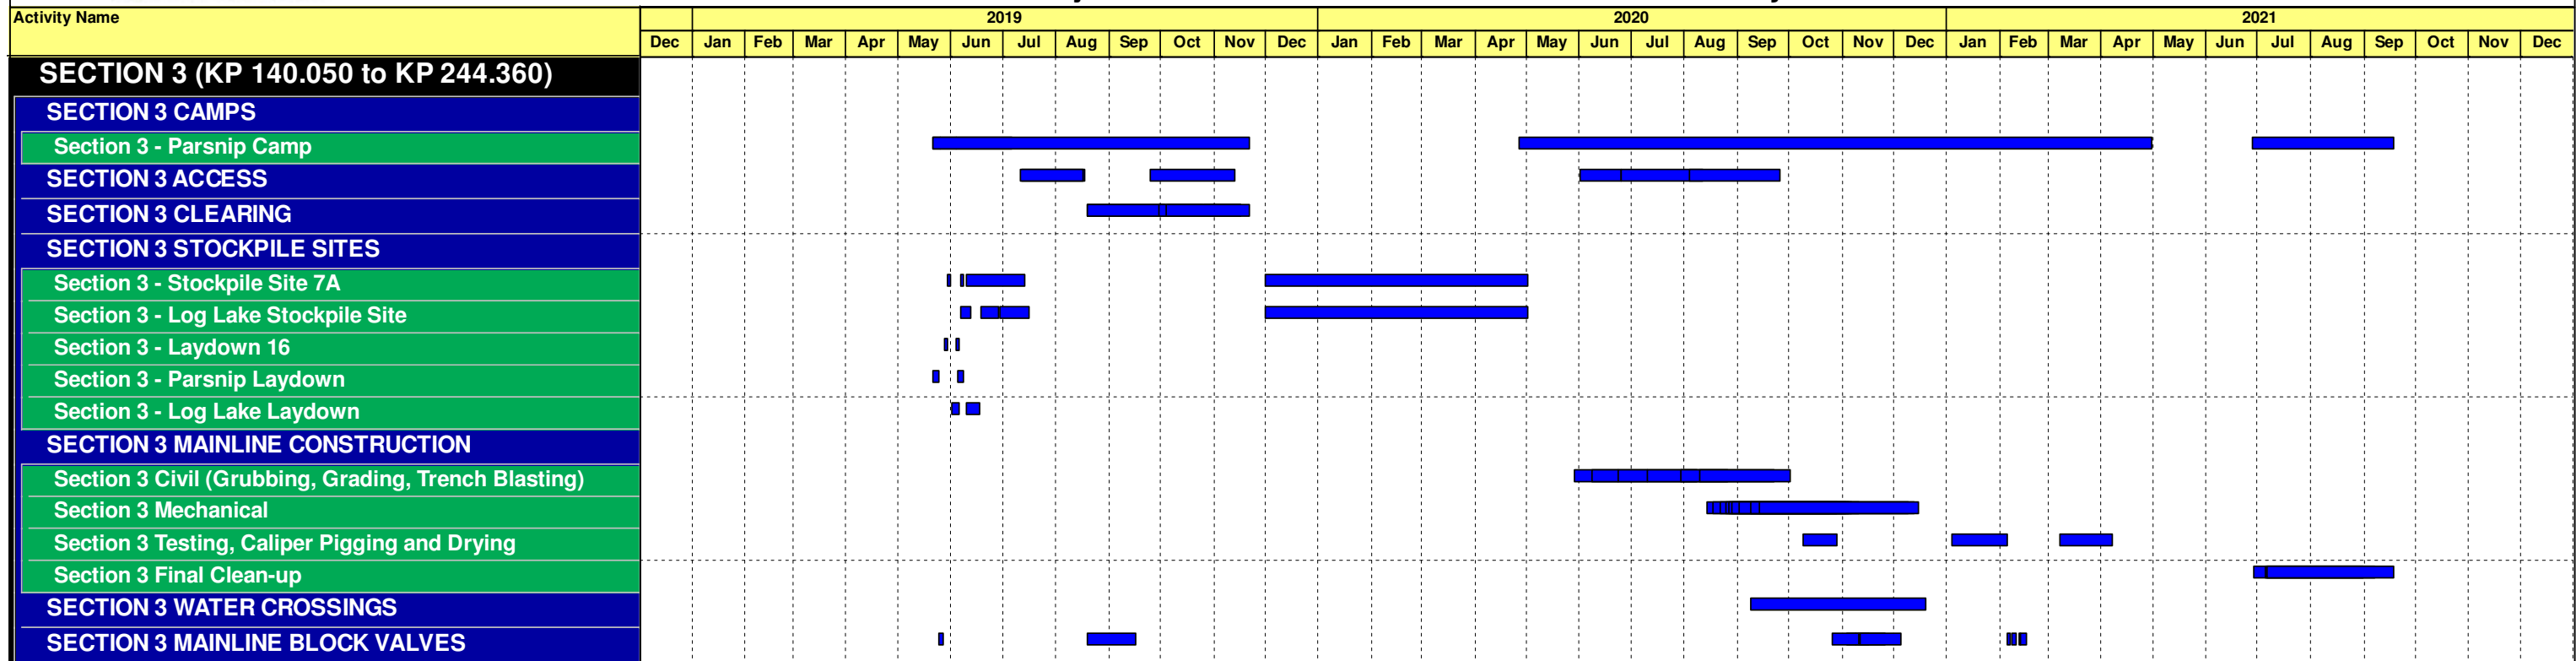 Activity Name 2019 2020 2021
Dec Jan Feb Mar Apr May Jun Jul Aug Sep Oct Nov Dec Jan Feb Mar Apr May Jun Jul Aug Sep Oct Nov Dec Jan Feb Mar Apr May Jun Jul Aug Sep Oct Nov Dec
SECTION 3 (KP 140.050 to KP 244.360)
SECTION 3 CAMPS
Section 3 - Parsnip Camp
SECTION 3 ACCESS
SECTION 3 CLEARING
SECTION 3 STOCKPILE SITES
Section 3 - Stockpile Site 7A
Section 3 - Log Lake Stockpile Site
Section 3 - Laydown 16
Section 3 - Parsnip Laydown
Section 3 - Log Lake Laydown
SECTION 3 MAINLINE CONSTRUCTION
Section 3 Civil (Grubbing, Grading, Trench Blasting)
Section 3 Mechanical
Section 3 Testing, Caliper Pigging and Drying
Section 3 Final Clean-up
SECTION 3 WATER CROSSINGS
SECTION 3 MAINLINE BLOCK VALVES